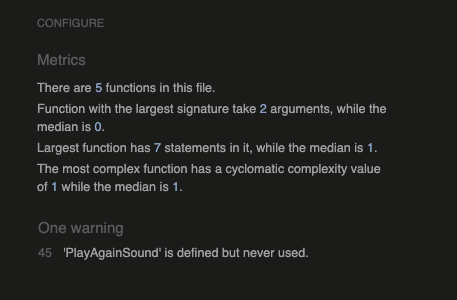 CONFIGURE
Metrics
There are 5 functions in this file.
Function with the largest signature take 2 arguments, while the
median is 0.
Largest function has 7 statements in it, while the median is 1.
The most complex function has a cyclomatic complexity value
of 1 while the median is 1.
One warning
45 'PlayAgainSound' is defined but never used.